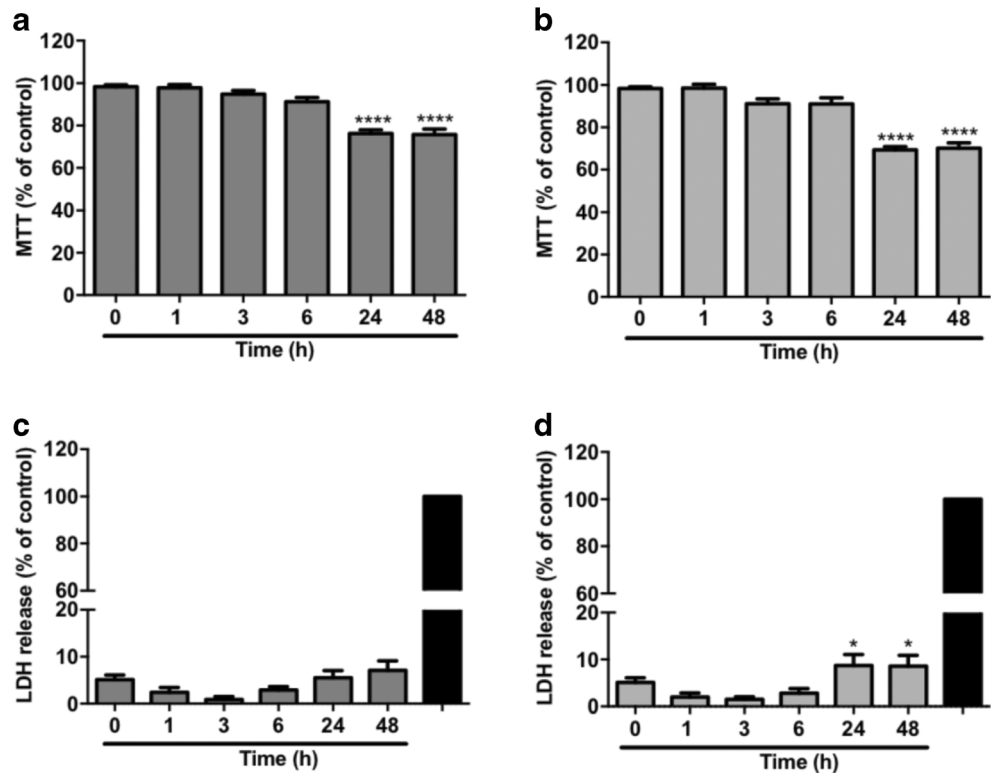 a
120
100
80
60
40
20
0
MTT (% of control)
**** ****
0 1 3 6 24 48
Time (h)
b
120
100
80
60
40
20
0
MTT (% of control)
**** ****
0 1 3 6 24 48
Time (h)
c
120
100
80
60
20
10
0
LDH release (% of control)
0 1 3 6 24 48
Time (h)
d
120
100
80
60
20
10
0
LDH release (% of control)
* *
0 1 3 6 24 48
Time (h)